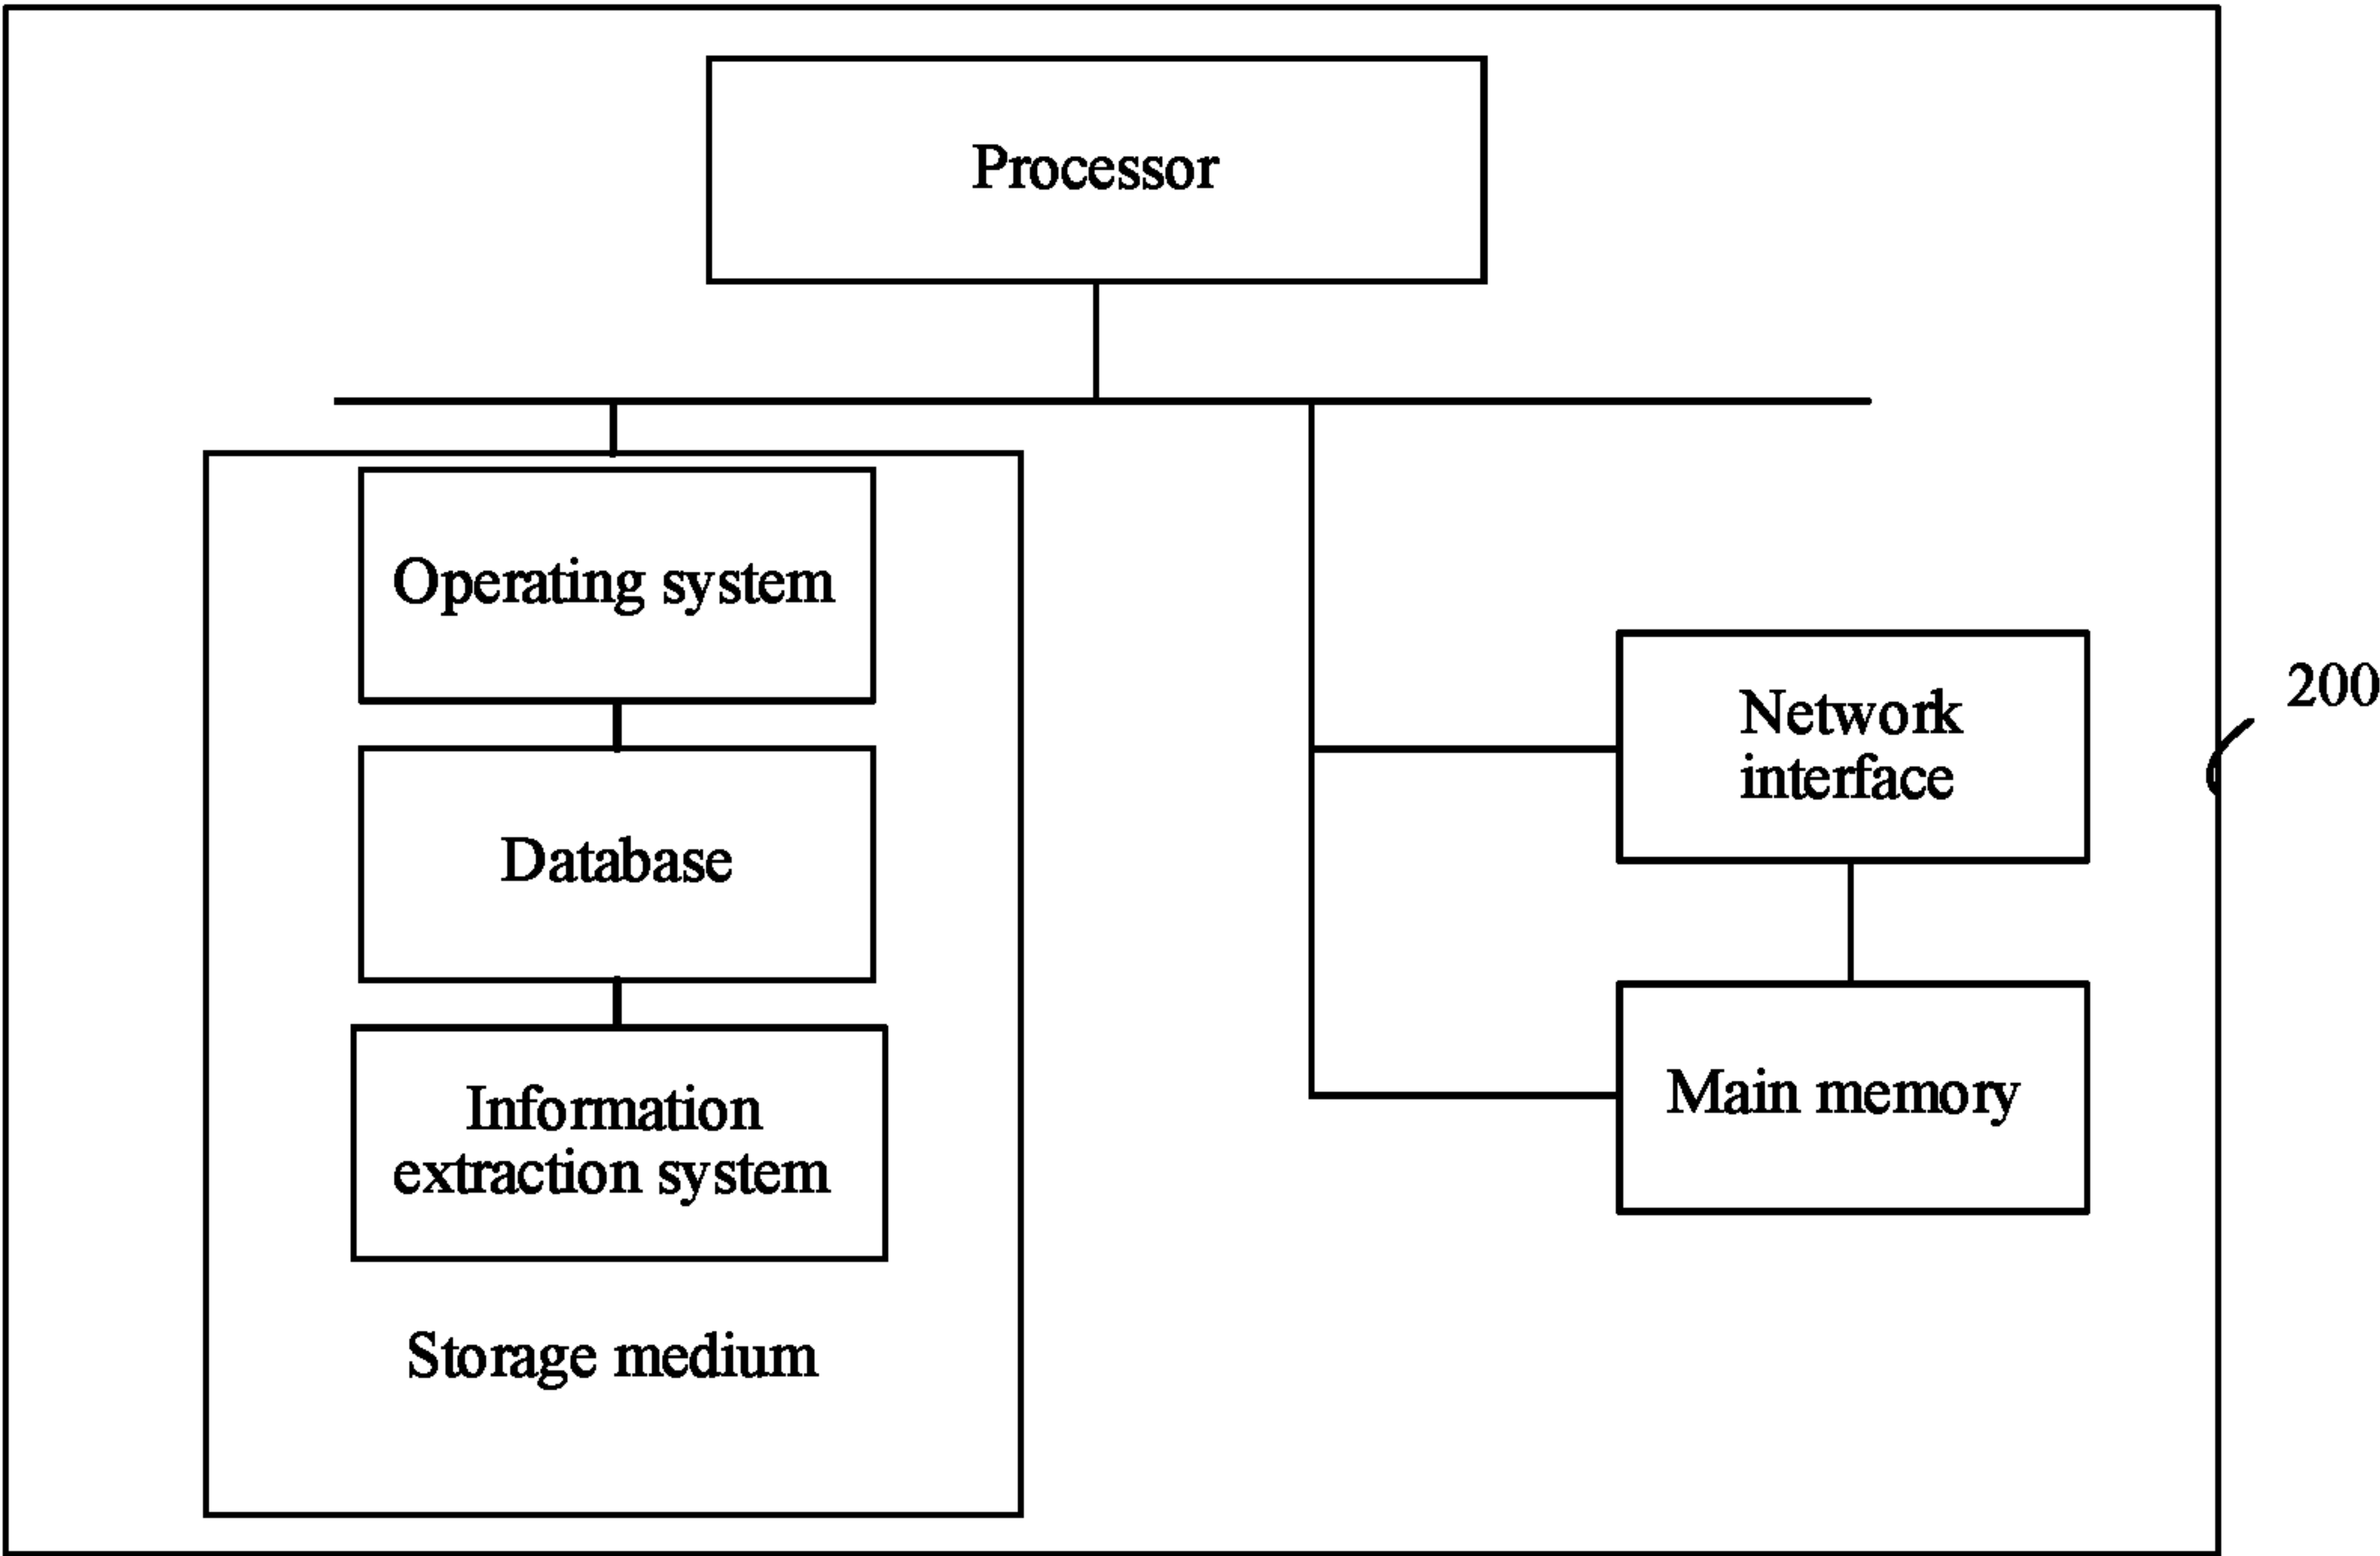 Processor
Operating system
Database
Information
extraction system
Storage medium
Network
interface
Main memory
200